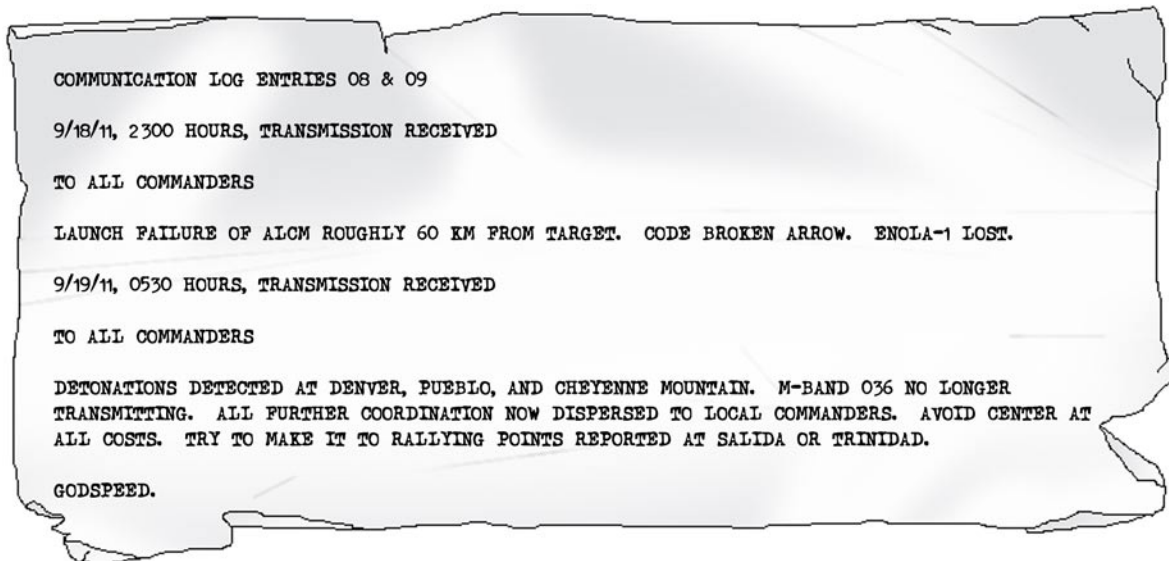 COMMUNICATION LOG ENTRIES 08 & 09
9/18/11, 2300 HOURS, TRANSMISSION RECEIVED
TO ALL COMMANDERS
LAUNCH FAILURE OF ALCM ROUGHLY 60 KM FROM TARGET.  CODE BROKEN ARROW.  ENOLA-1 LOST.
9/19/11, 0530 HOURS, TRANSMISSION RECEIVED
TO ALL COMMANDERS
DETONATIONS DETECTED AT DENVER, PUEBLO, AND CHEYENNE MOUNTAIN.  M-BAND 036 NO LONGER
TRANSMITTING.  ALL FURTHER COORDINATION NOW DISPERSED TO LOCAL COMMANDERS.  AVOID CENTER AT
ALL COSTS.  TRY TO MAKE IT TO RALLYING POINTS REPORTED AT SALIDA OR TRINIDAD.
GODSPEED.